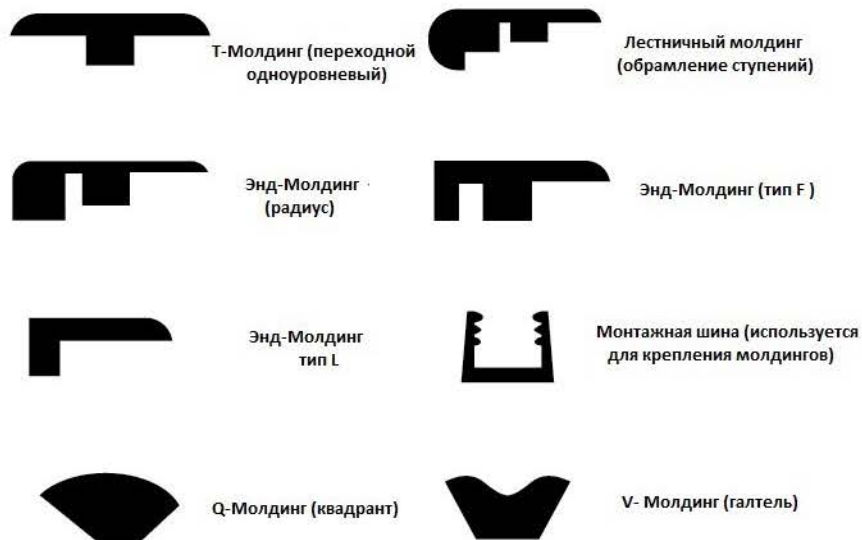 Т-Молдинг (переходной
одноуровневый)
Лестничный молдинг
(обрамление ступений)
Энд-Молдинг
(радиус)
Энд-Молдинг (тип F )
Энд-Молдинг
тип L
Монтажная шина (используется
для крепления молдингов)
Q-Молдинг (квадрант)
V- Молдинг (галтель)